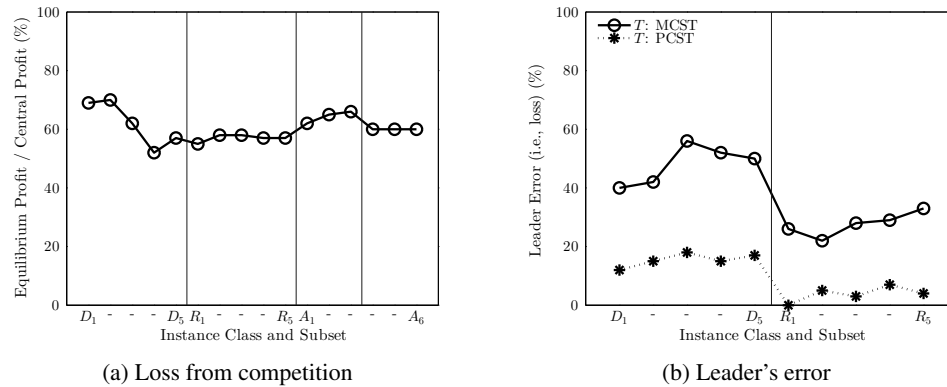 Equilibrium Profit / Central Profit (%)
100
80
60
40
20
0
D1 - - - D5 R1 - - - R5 A1 - - - - A6
Instance Class and Subset
(a) Loss from competition
Leader Error (i.e., loss) (%)
100
80
60
40
20
0
T: MCST
T: PCST
D1 - - - D5 R1 - - - R5
Instance Class and Subset
(b) Leader's error